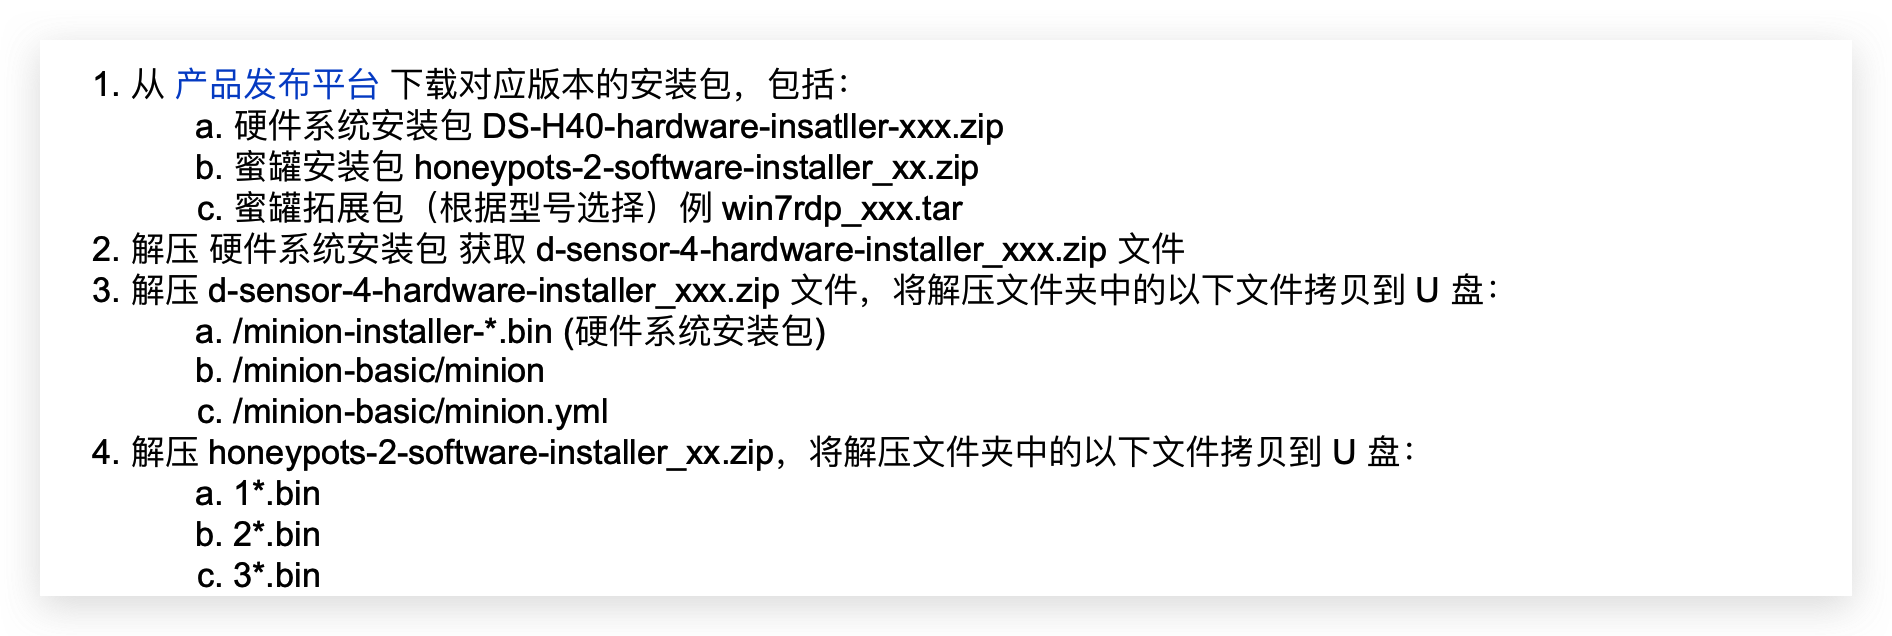 1. 从 产品发布平台 下载对应版本的安装包，包括：
a. 硬件系统安装包 DS-H40-hardware-insatller-xxx.zip
b. 蜜罐安装包 honeypots-2-software-installer_xx.zip
c. 蜜罐拓展包（根据型号选择）例 win7rdp_xxx.tar
2. 解压 硬件系统安装包 获取 d-sensor-4-hardware-installer_xxx.zip 文件
3. 解压 d-sensor-4-hardware-installer_xxx.zip 文件，将解压文件夹中的以下文件拷贝到 U 盘：
a. /minion-installer-*.bin (硬件系统安装包)
b. /minion-basic/minion
c. /minion-basic/minion.yml
4. 解压 honeypots-2-software-installer_xx.zip，将解压文件夹中的以下文件拷贝到 U 盘：
a. 1*.bin
b. 2*.bin
c. 3*.bin